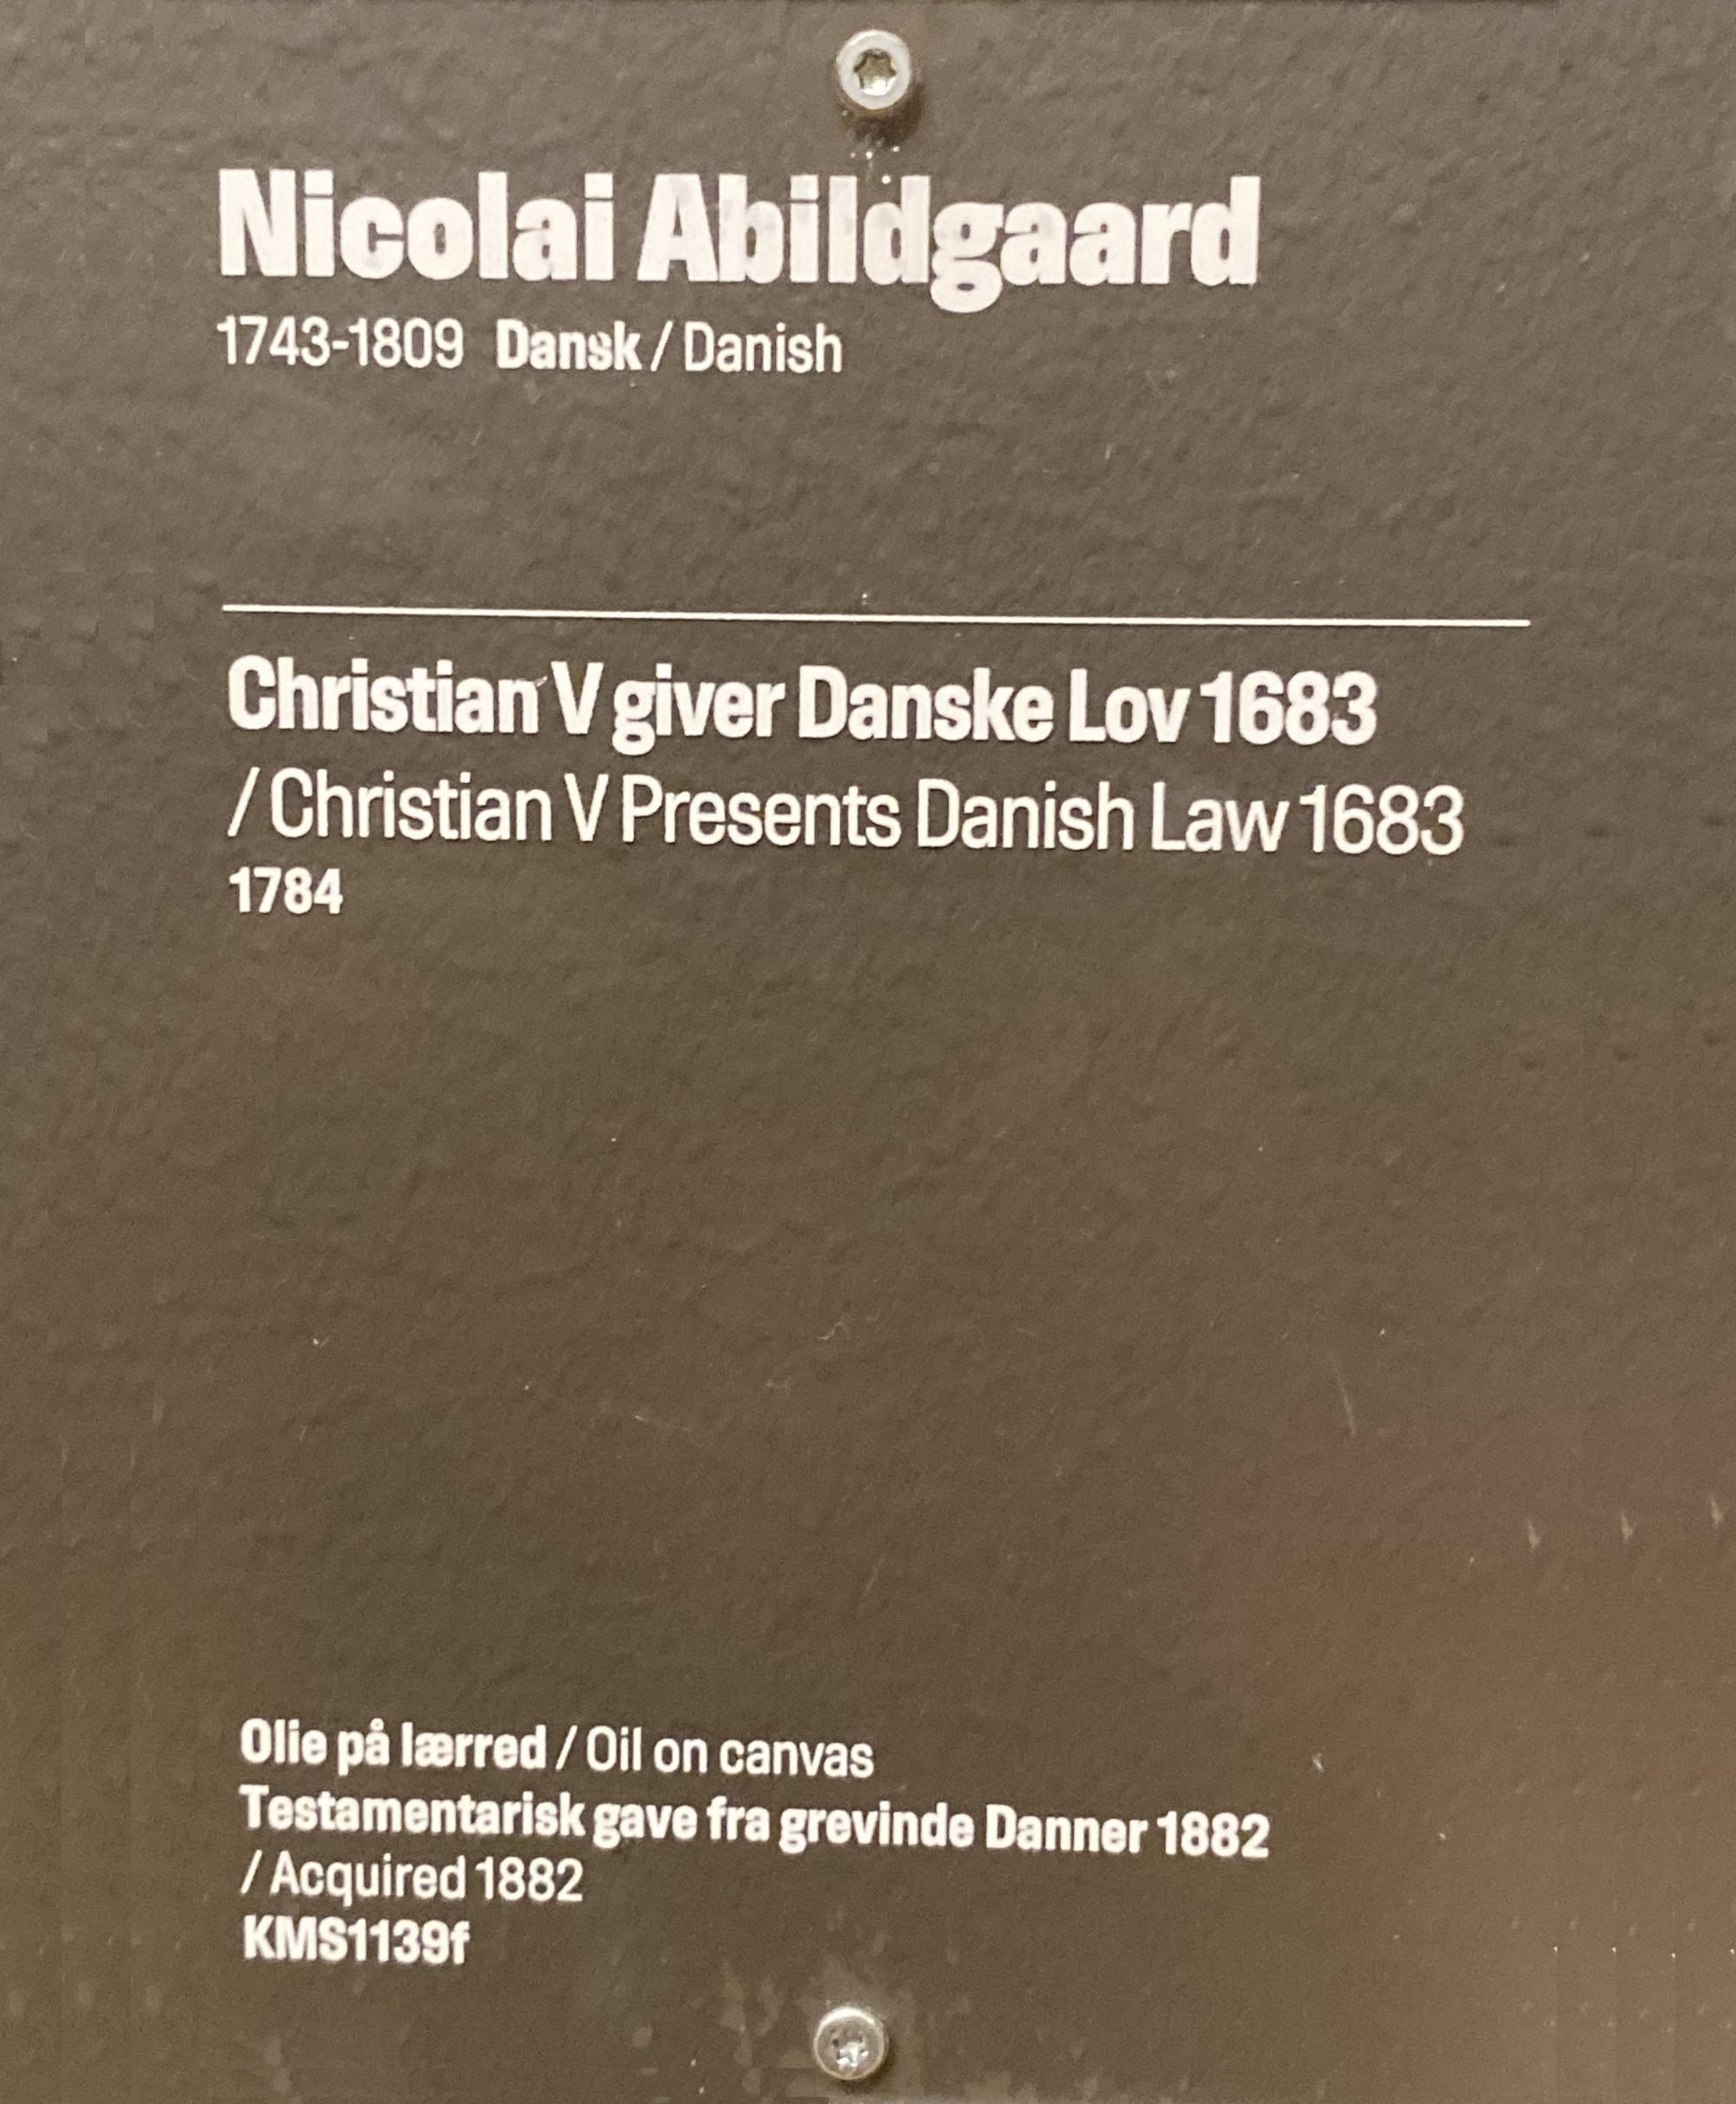 Nicolai Abildgaard
1743-1809 Dansk / Danish
Christian V giver Danske Lov 1683
/ Christian V Presents Danish Law 1683
1784
Olie på lærred / Oil on canvas
Testamentarisk gave fra grevinde Danner 1882
/ Acquired 1882
KMS1139f